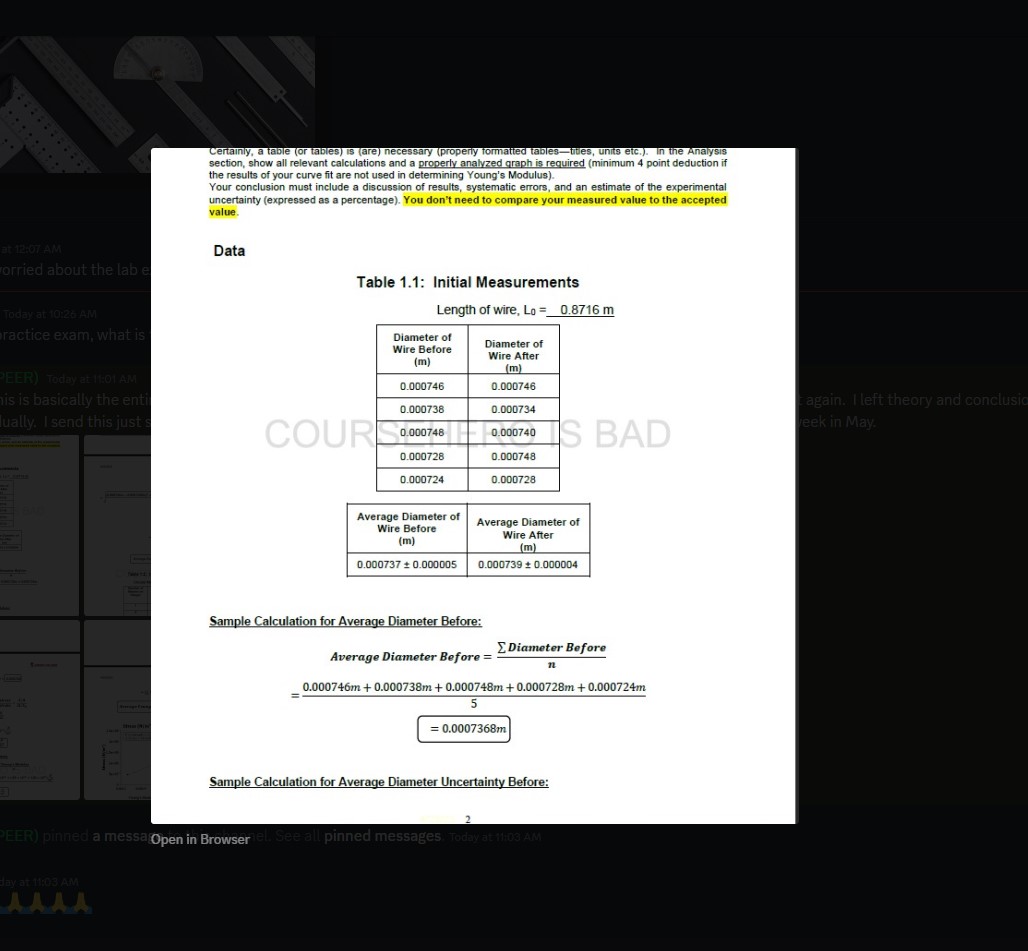 Certainly, a table (or tables) is (are) necessary (properly formatted tables—titles, units etc.). In the Analysis
section, show all relevant calculations and a properly analyzed graph is required (minimum 4 point deduction if
the results of your curve fit are not used in determining Young's Modulus).
Your conclusion must include a discussion of results, systematic errors, and an estimate of the experimental
uncertainty (expressed as a percentage). You don't need to compare your measured value to the accepted
value.
at 12:07 AM
worried about the lab e
Data
Table 1.1: Initial Measurements
Length of wire, L₀ = 0.8716 m
Today at 10:26 AM
practice exam, what is
Diameter of
Wire Before
(m)
Diameter of
Wire After
(m)
0.000746 0.000746
0.000738 0.000734
0.000748 0.000740
0.000728 0.000748
0.000724 0.000728
COURSEHERO IS BAD
PEER) Today at 11:01 AM
his is basically the enti
t again. I left theory and conclusio
dually. I send this just s
week in May.
Average Diameter of
Wire Before
(m)
Average Diameter of
Wire After
(m)
0.000737 ± 0.000005 0.000739 ± 0.000004
Sample Calculation for Average Diameter Before:
Average Diameter Before = ∑ Diameter Before / n
= 0.000746m + 0.000738m + 0.000748m + 0.000728m + 0.000724m / 5
= 0.0007368m
Sample Calculation for Average Diameter Uncertainty Before:
2
PEER) pinned a message
nel. See all pinned messages. Today at 11:03 AM
Open in Browser
day at 11:03 AM